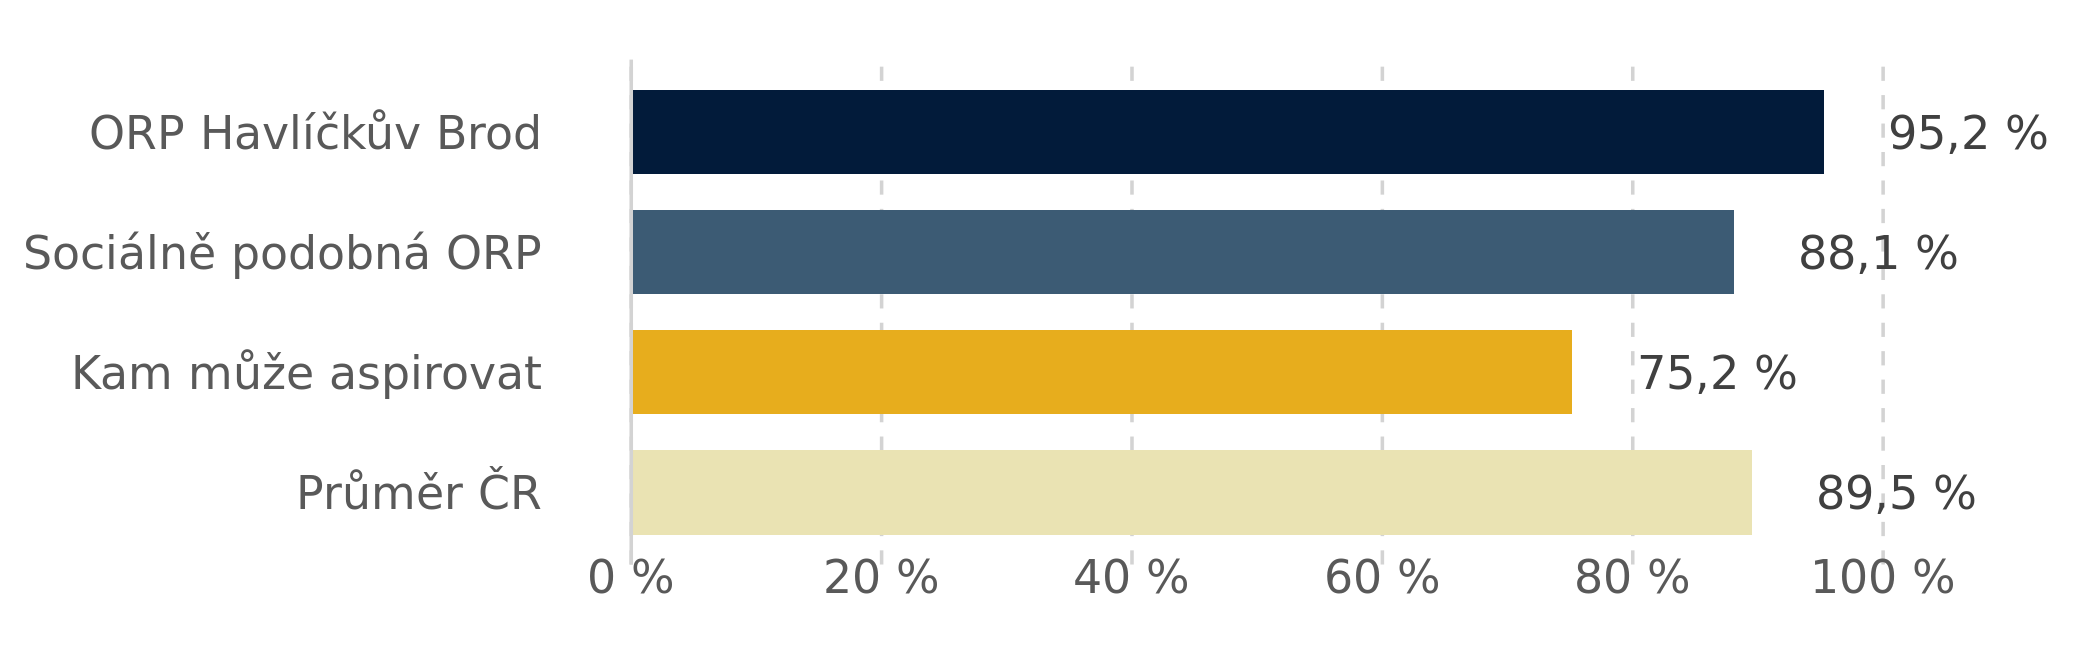 ORP Havlíčkův Brod 95,2 %
Sociálně podobná ORP 88,1 %
Kam může aspirovat 75,2 %
Průměr ČR 89,5 %
0 % 20 % 40 % 60 % 80 % 100 %